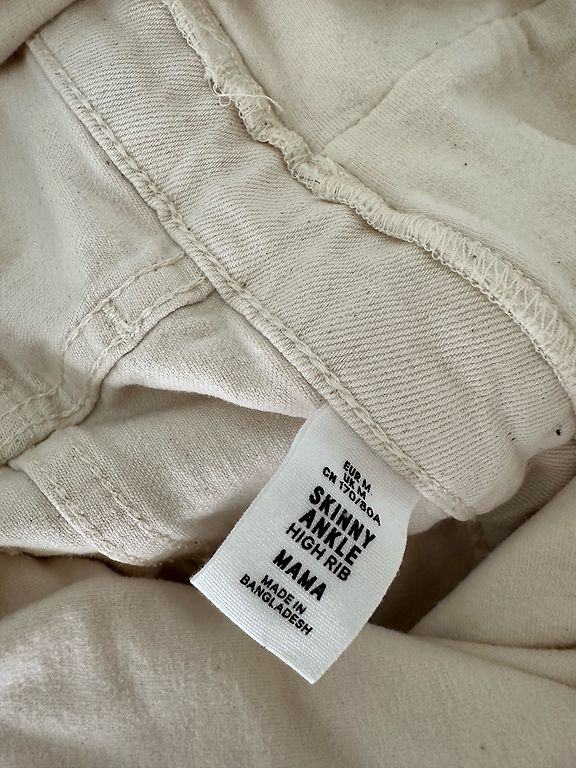 EUR M
UK M
CN 170/80A
SKINNY
ANKLE
HIGH RIB
MAMA
MADE IN
BANGLADESH